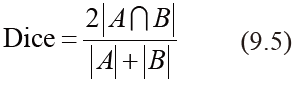 Dice = 2|A ∩ B| / |A| + |B| (9.5)